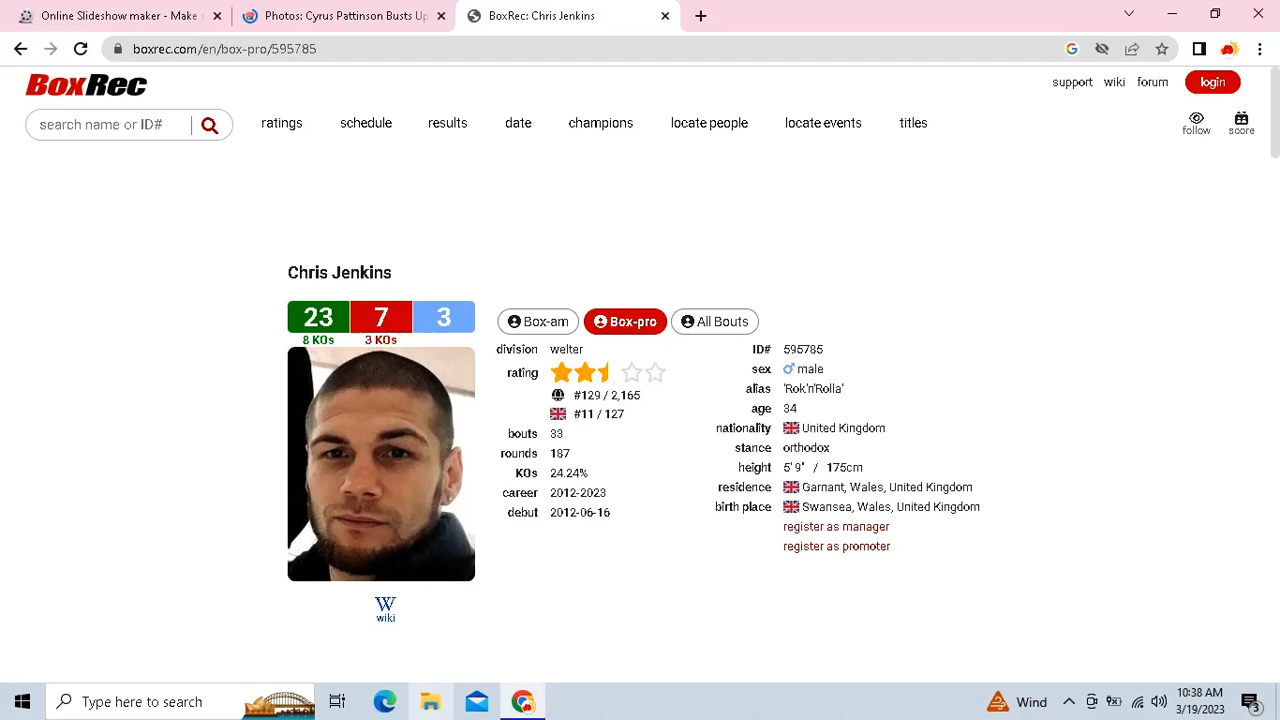 Online Slideshow maker - Make s
Photos: Cyrus Pattinson Busts Up
BoxRec: Chris Jenkins
boxrec.com/en/box-pro/595785
BoxRec
support wiki forum login
search name or ID#
ratings schedule results date champions locate people locate events titles
follow score
Chris Jenkins
23 7 3
8 KOs 3 KOs
Box-am Box-pro All Bouts
division welter
rating
#129 / 2,165
#11 / 127
bouts 33
rounds 187
KOs 24.24%
career 2012-2023
debut 2012-06-16
ID# 595785
sex male
alias 'Rok'n'Rolla'
age 34
nationality United Kingdom
stance orthodox
height 5' 9" / 175cm
residence Garnant, Wales, United Kingdom
birth place Swansea, Wales, United Kingdom
register as manager
register as promoter
W
wiki
Type here to search
Wind
10:38 AM
3/19/2023
3